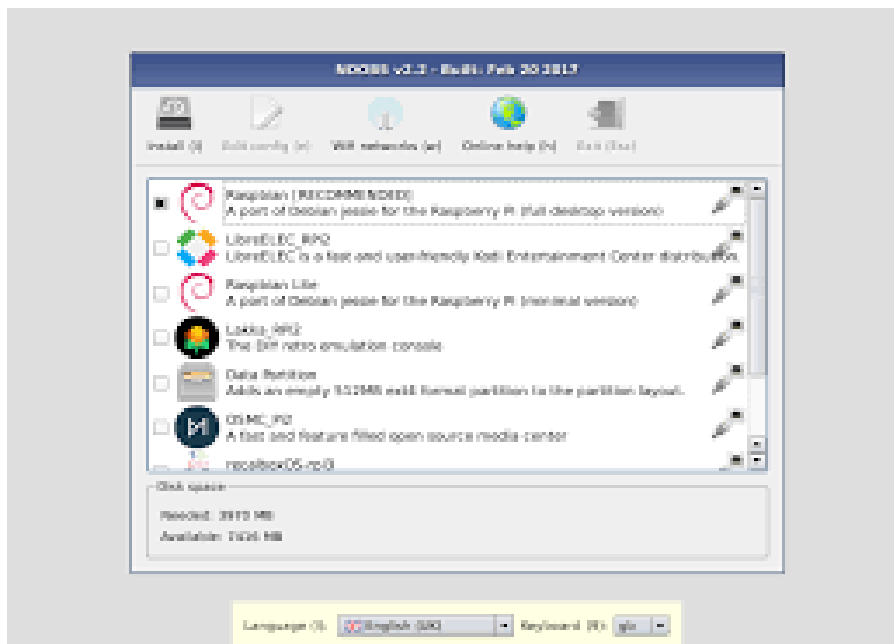 NOOBS v2.3 - Built: Feb 20 2017
Install (i)
Edit config (e)
Wifi networks (w)
Online help (h)
Exit (Esc)
Raspbian [RECOMMENDED]
A port of Debian jessie for the Raspberry Pi (full desktop version)
LibreELEC_RPi2
LibreELEC is a fast and user-friendly Kodi Entertainment Center distribution.
Raspbian Lite
A port of Debian jessie for the Raspberry Pi (minimal version)
Lakka_RPi2
The DIY retro emulation console
Data Partition
Adds an empty 512MB ext4 format partition to the partition layout.
OSMC_Pi2
A fast and feature filled open source media center
recalboxOS-rpi3
Disk space
Needed: MB
Available: MB
Language (l): English (UK) Keyboard (9): gb